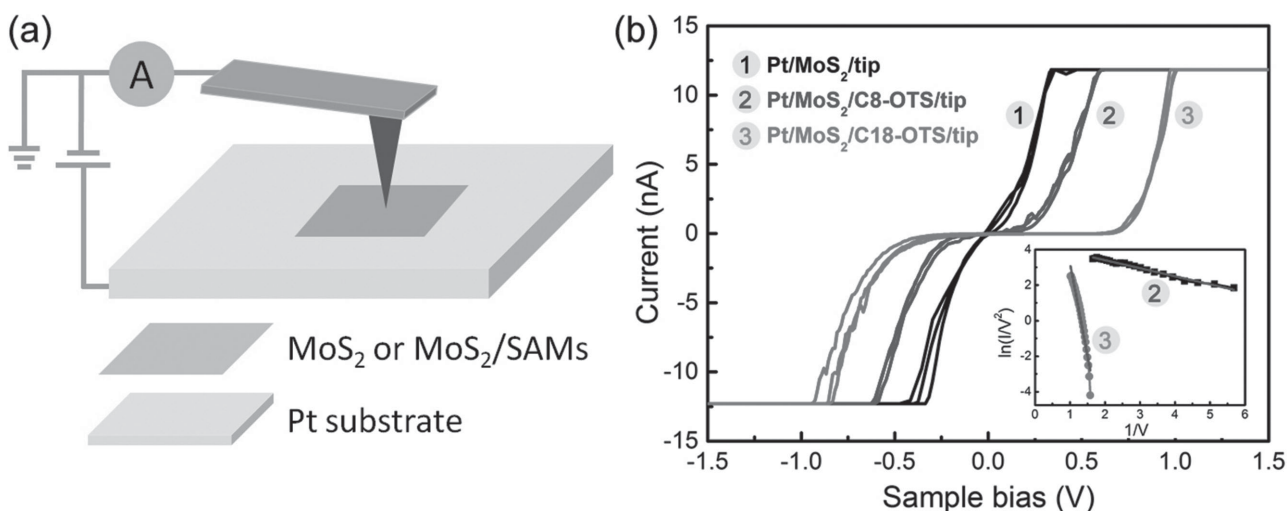 (a)
A
MoS2 or MoS2/SAMs
Pt substrate
(b)
Current (nA)
15
10
5
0
-5
-10
-15
1 Pt/MoS2/tip
2 Pt/MoS2/C8-OTS/tip
3 Pt/MoS2/C18-OTS/tip
1
2
3
ln(I/V2)
4
2
0
-2
-4
2
3
0 1 2 3 4 5 6
1/V
-1.5 -1.0 -0.5 0.0 0.5 1.0 1.5
Sample bias (V)